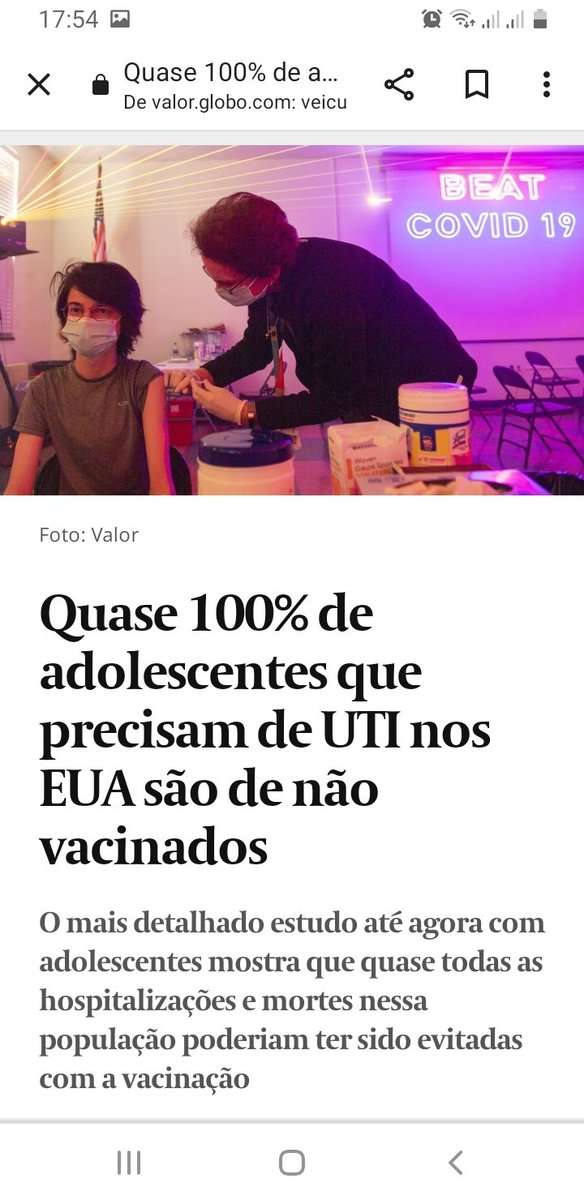 17:54
Quase 100% de a...
De valor.globo.com: veicu
BEAT
COVID 19
Woven
Foto: Valor
Quase 100% de
adolescentes que
precisam de UTI nos
EUA são de não
vacinados
O mais detalhado estudo até agora com
adolescentes mostra que quase todas as
hospitalizações e mortes nessa
população poderiam ter sido evitadas
com a vacinação